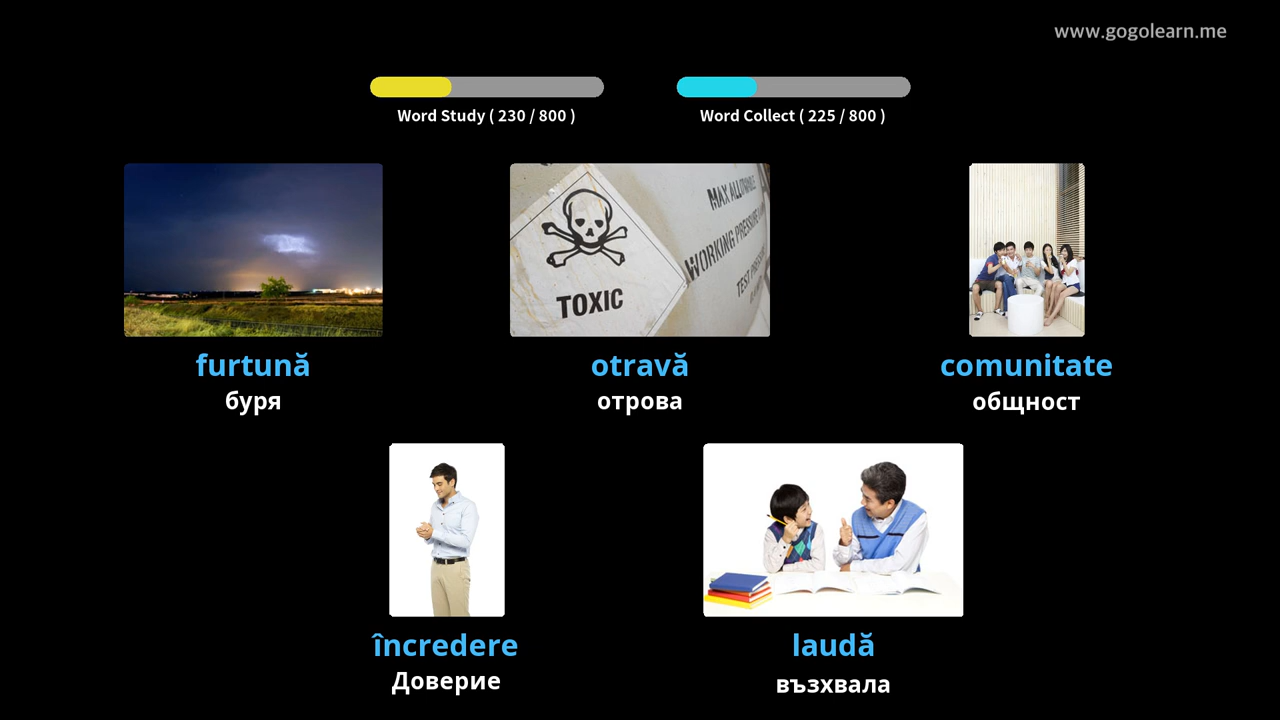 www.gogolearn.me
Word Study ( 230 / 800 )
Word Collect ( 225 / 800 )
TOXIC
MAX ALLOWABLE
WORKING PRESSURE
TEST
furtună
otravă
comunitate
буря
отрова
общност
încredere
laudă
Доверие
възхвала